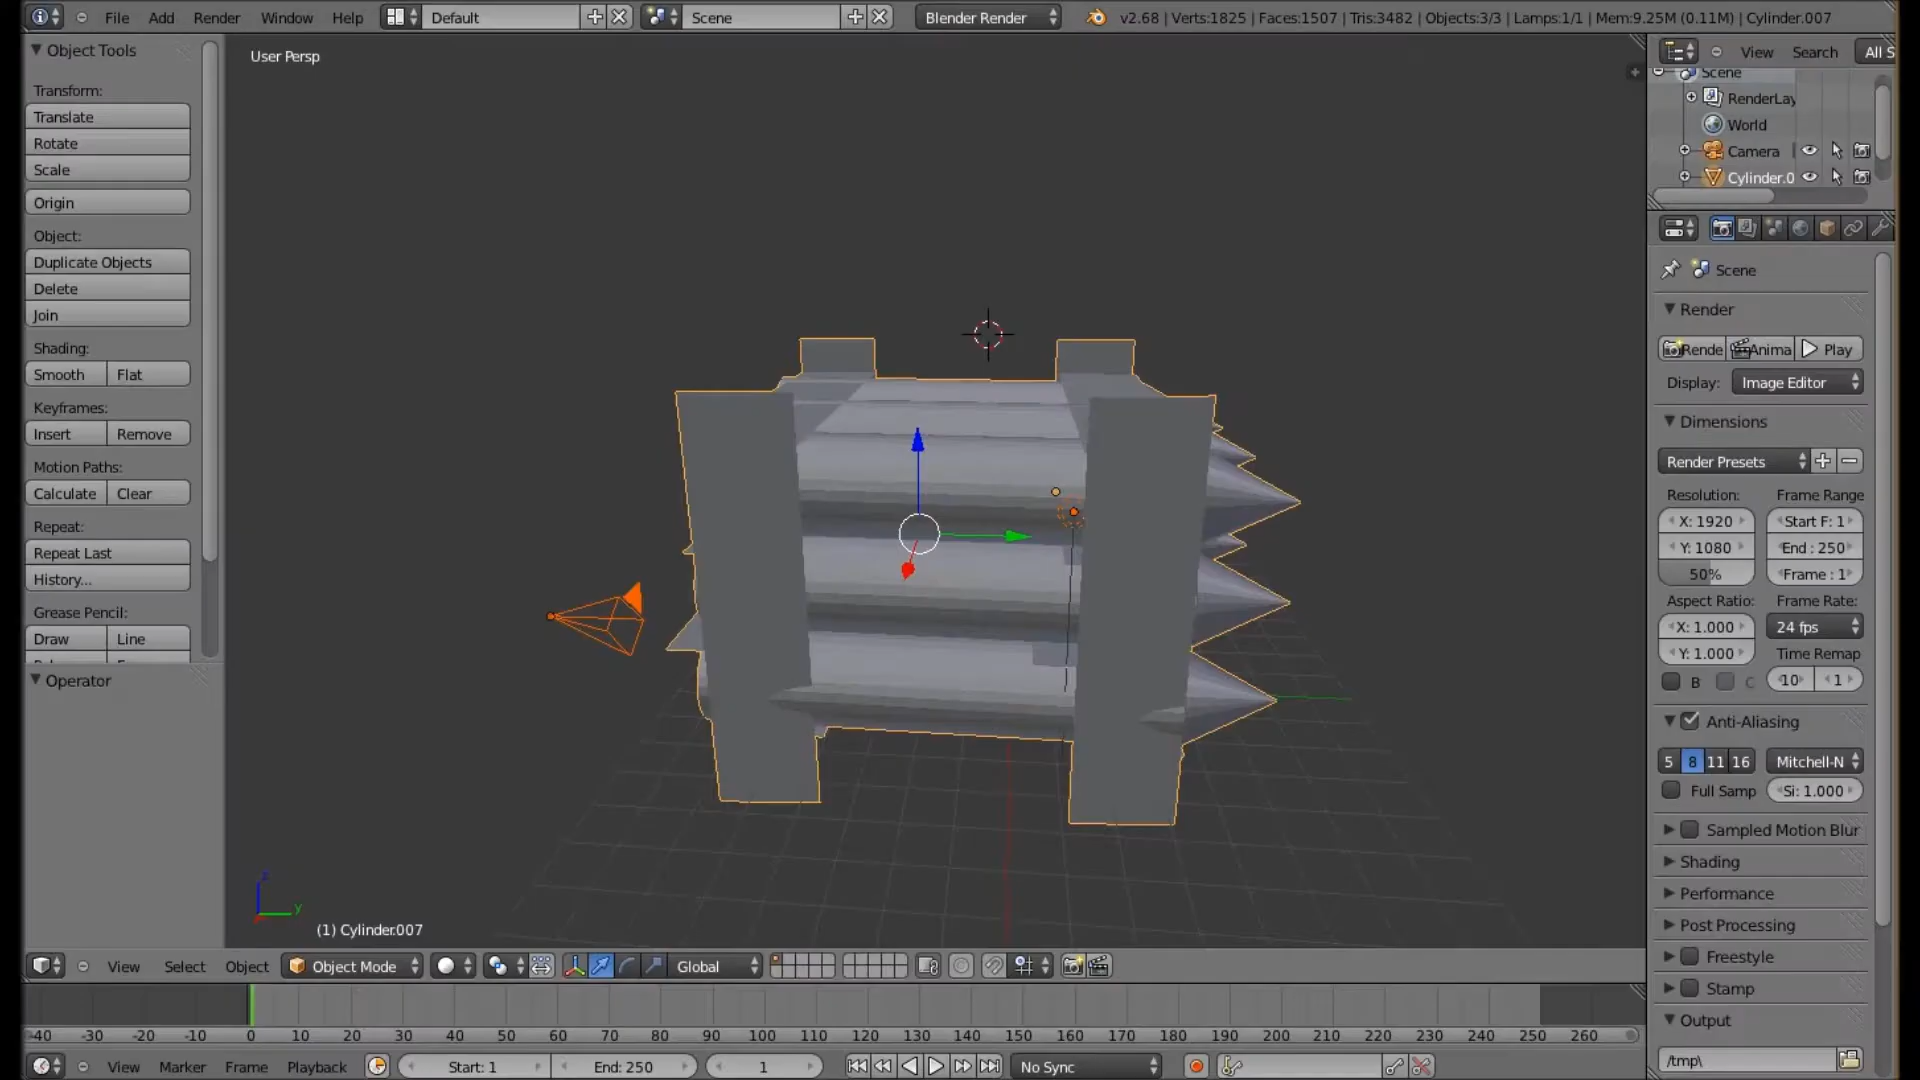 File Add Render Window Help Default Scene Blender Render v2.68 | Verts:1825 | Faces:1507 | Tris:3482 | Objects:3/3 | Lamps:1/1 | Mem:9.25M (0.11M) | Cylinder.007
Object Tools
Transform:
Translate
Rotate
Scale
Origin
Object:
Duplicate Objects
Delete
Join
Shading:
Smooth Flat
Keyframes:
Insert Remove
Motion Paths:
Calculate Clear
Repeat:
Repeat Last
History...
Grease Pencil:
Draw Line
Operator
User Persp
z
y
(1) Cylinder.007
View Search All S
Scene
RenderLay
World
Camera
Cylinder.0
Scene
Render
Rende Anima Play
Display: Image Editor
Dimensions
Render Presets
Resolution: Frame Range
X: 1920 Start F: 1
Y: 1080 End : 250
50% Frame : 1
Aspect Ratio: Frame Rate:
X: 1.000 24 fps
Y: 1.000 Time Remap
B C 10 1
Anti-Aliasing
5 8 11 16 Mitchell-N
Full Samp Si: 1.000
Sampled Motion Blur
Shading
Performance
Post Processing
Freestyle
Stamp
Output
/tmp\
View Select Object Object Mode Global
-40 -30 -20 -10 0 10 20 30 40 50 60 70 80 90 100 110 120 130 140 150 160 170 180 190 200 210 220 230 240 250 260
View Marker Frame Playback Start: 1 End: 250 1 No Sync